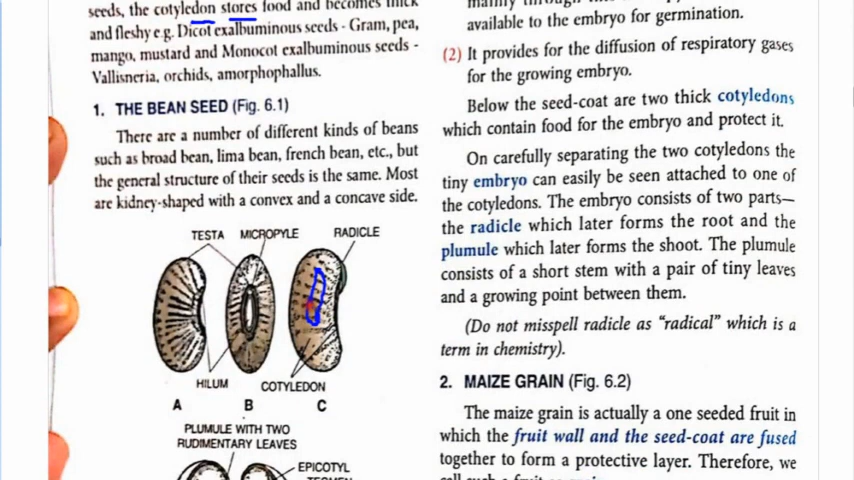 seeds, the cotyledon stores food and becomes thick
and fleshy e.g. Dicot exalbuminous seeds - Gram, pea,
mango, mustard and Monocot exalbuminous seeds -
Vallisneria, orchids, amorphophallus.
1. THE BEAN SEED (Fig. 6.1)
There are a number of different kinds of beans
such as broad bean, lima bean, french bean, etc., but
the general structure of their seeds is the same. Most
are kidney-shaped with a convex and a concave side.
TESTA MICROPYLE RADICLE
HILUM COTYLEDON
A B C
PLUMULE WITH TWO
RUDIMENTARY LEAVES
EPICOTYL
available to the embryo for germination.
(2) It provides for the diffusion of respiratory gases
for the growing embryo.
Below the seed-coat are two thick cotyledons
which contain food for the embryo and protect it.
On carefully separating the two cotyledons the
tiny embryo can easily be seen attached to one of
the cotyledons. The embryo consists of two parts—
the radicle which later forms the root and the
plumule which later forms the shoot. The plumule
consists of a short stem with a pair of tiny leaves
and a growing point between them.
(Do not misspell radicle as "radical" which is a
term in chemistry).
2. MAIZE GRAIN (Fig. 6.2)
The maize grain is actually a one seeded fruit in
which the fruit wall and the seed-coat are fused
together to form a protective layer. Therefore, we